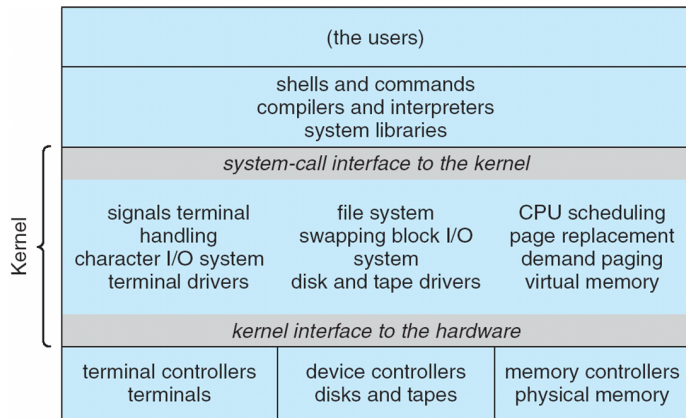 (the users)
shells and commands
compilers and interpreters
system libraries
Kernel
system-call interface to the kernel
signals terminal
handling
character I/O system
terminal drivers
file system
swapping block I/O
system
disk and tape drivers
CPU scheduling
page replacement
demand paging
virtual memory
kernel interface to the hardware
terminal controllers
terminals
device controllers
disks and tapes
memory controllers
physical memory